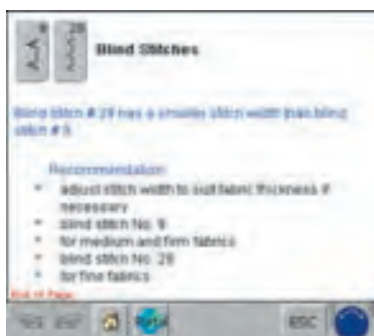 9 29
Blind Stitches
Blind stitch # 29 has a smaller stitch width than blind
stitch # 9
Recommendation
* adjust stitch width to suit fabric thickness if
necessary
* blind stitch No. 9
* for medium and firm fabrics
* blind stitch No. 29
* for fine fabrics
End of Page
ESC